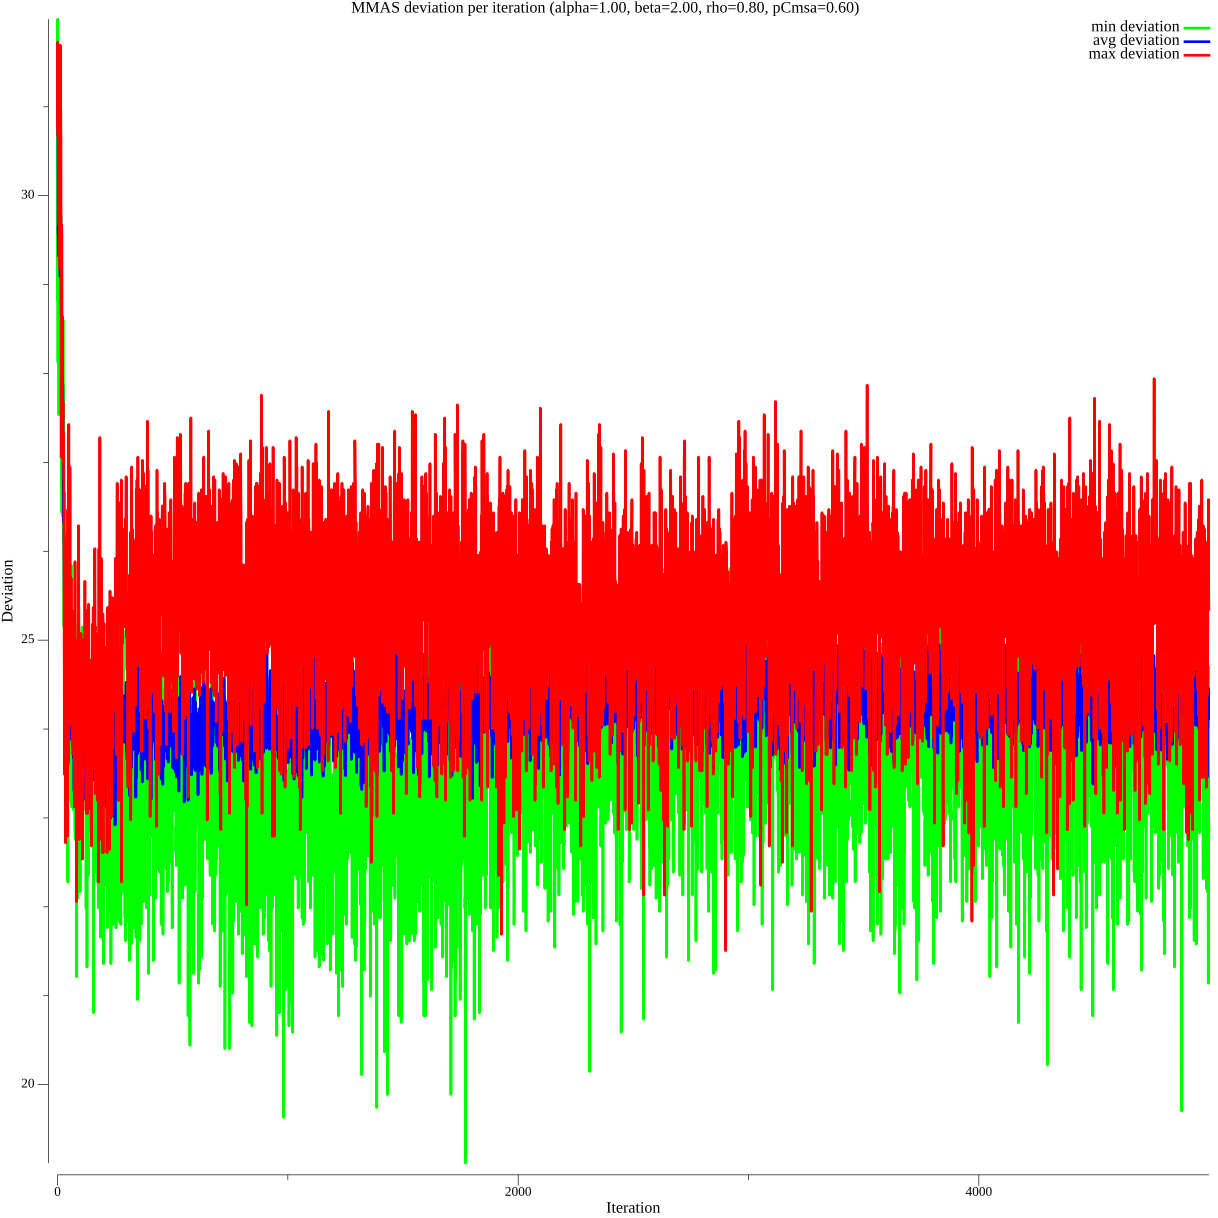 MMAS deviation per iteration (alpha=1.00, beta=2.00, rho=0.80, pCmsa=0.60)
min deviation
avg deviation
max deviation
30
25
20
Deviation
0
2000
4000
Iteration